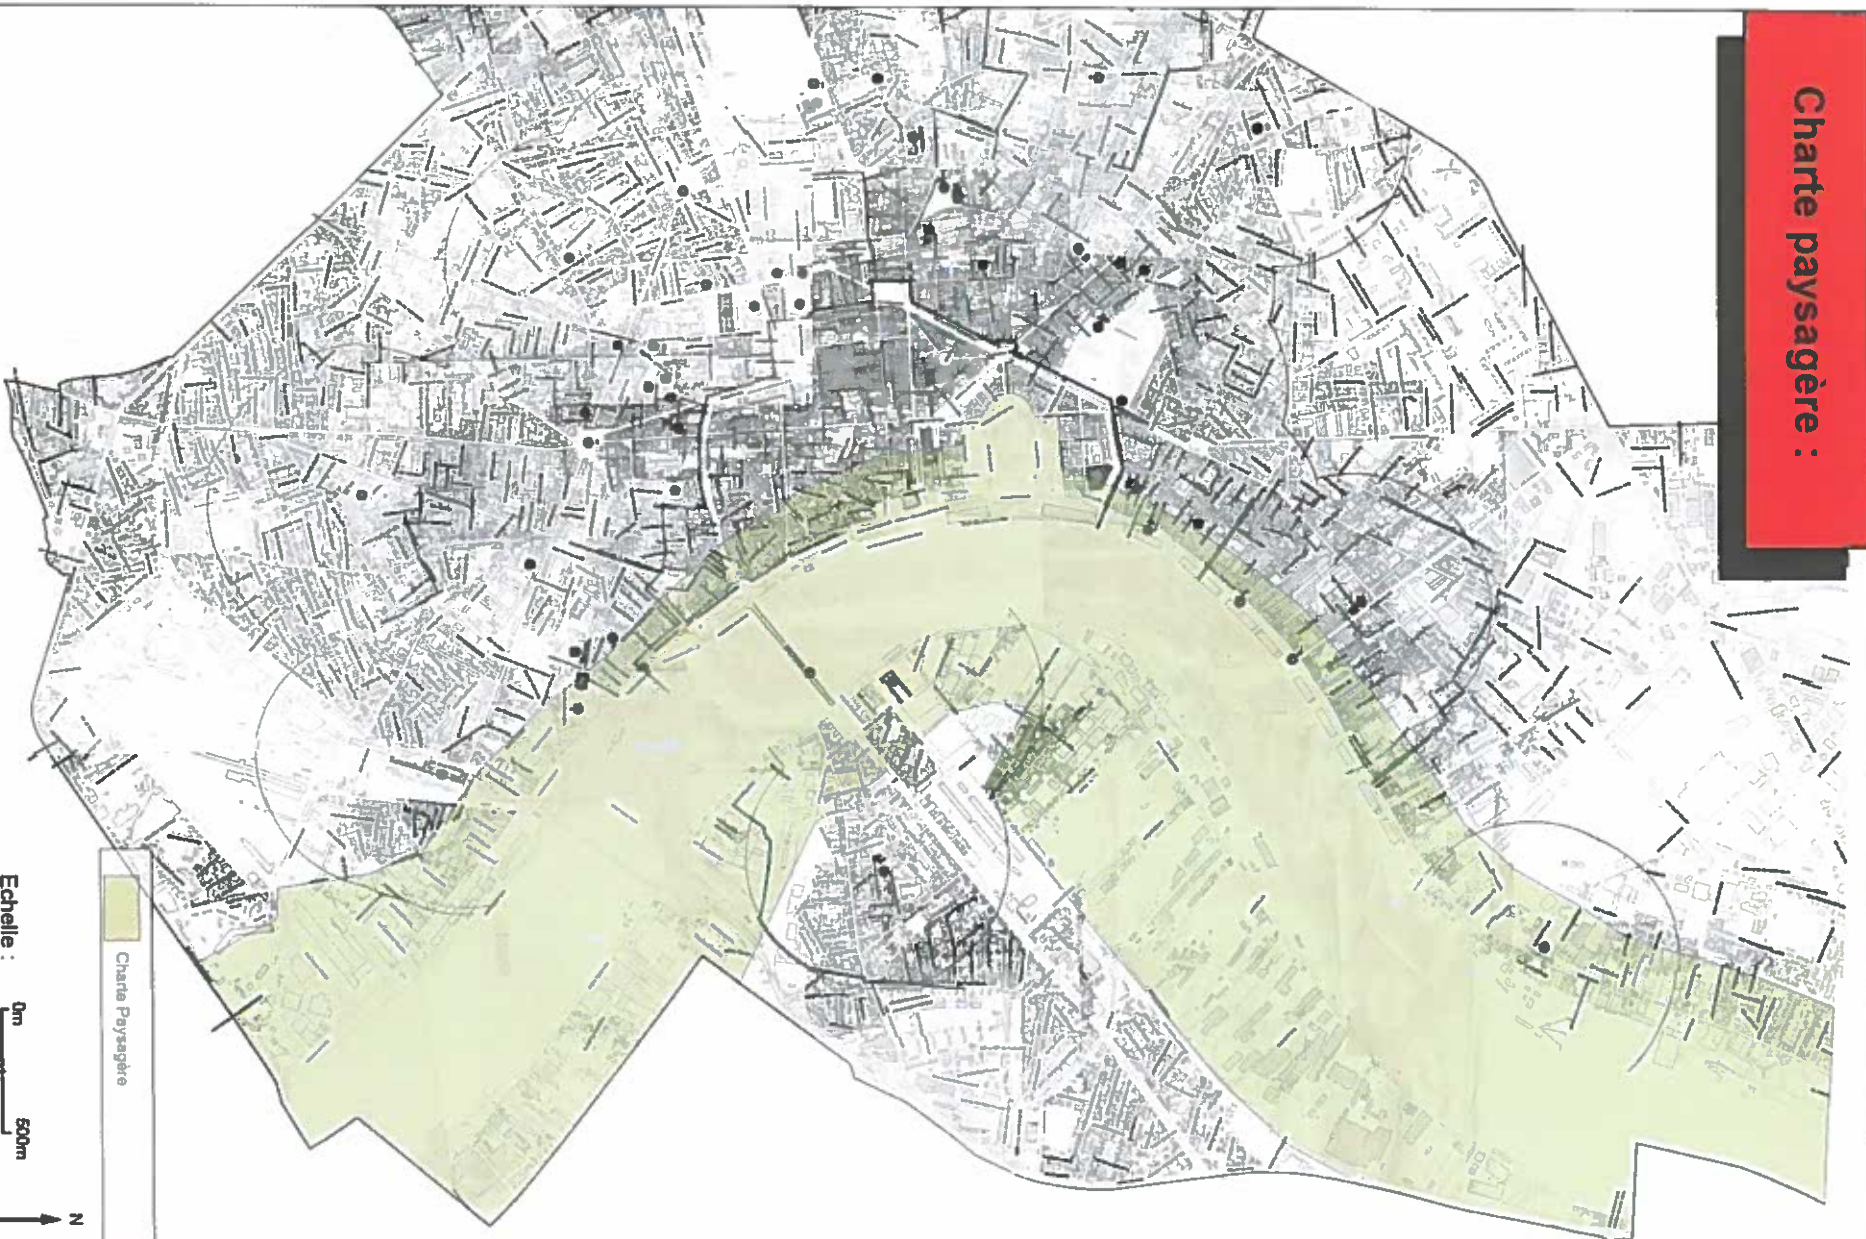 Charte paysagère :
Charte Paysagère
Echelle :
0m
500m
N